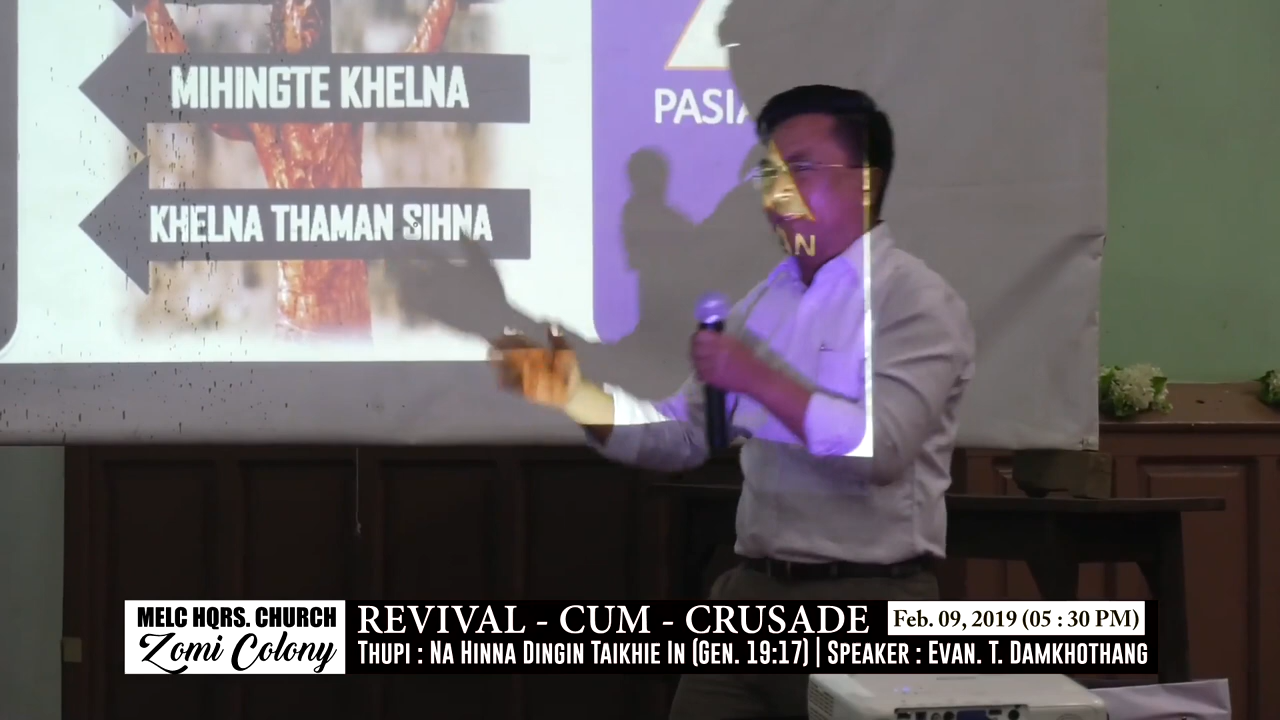 MIHINGTE KHELNA
KHELNA THAMAN SIHNA
MELC HQRS. CHURCH
Zomi Colony
REVIVAL - CUM - CRUSADE
Feb. 09, 2019 (05 : 30 PM)
THUPI : NA HINNA DINGIN TAIKHIE IN (GEN. 19:17) | SPEAKER : EVAN. T. DAMKHOTHANG